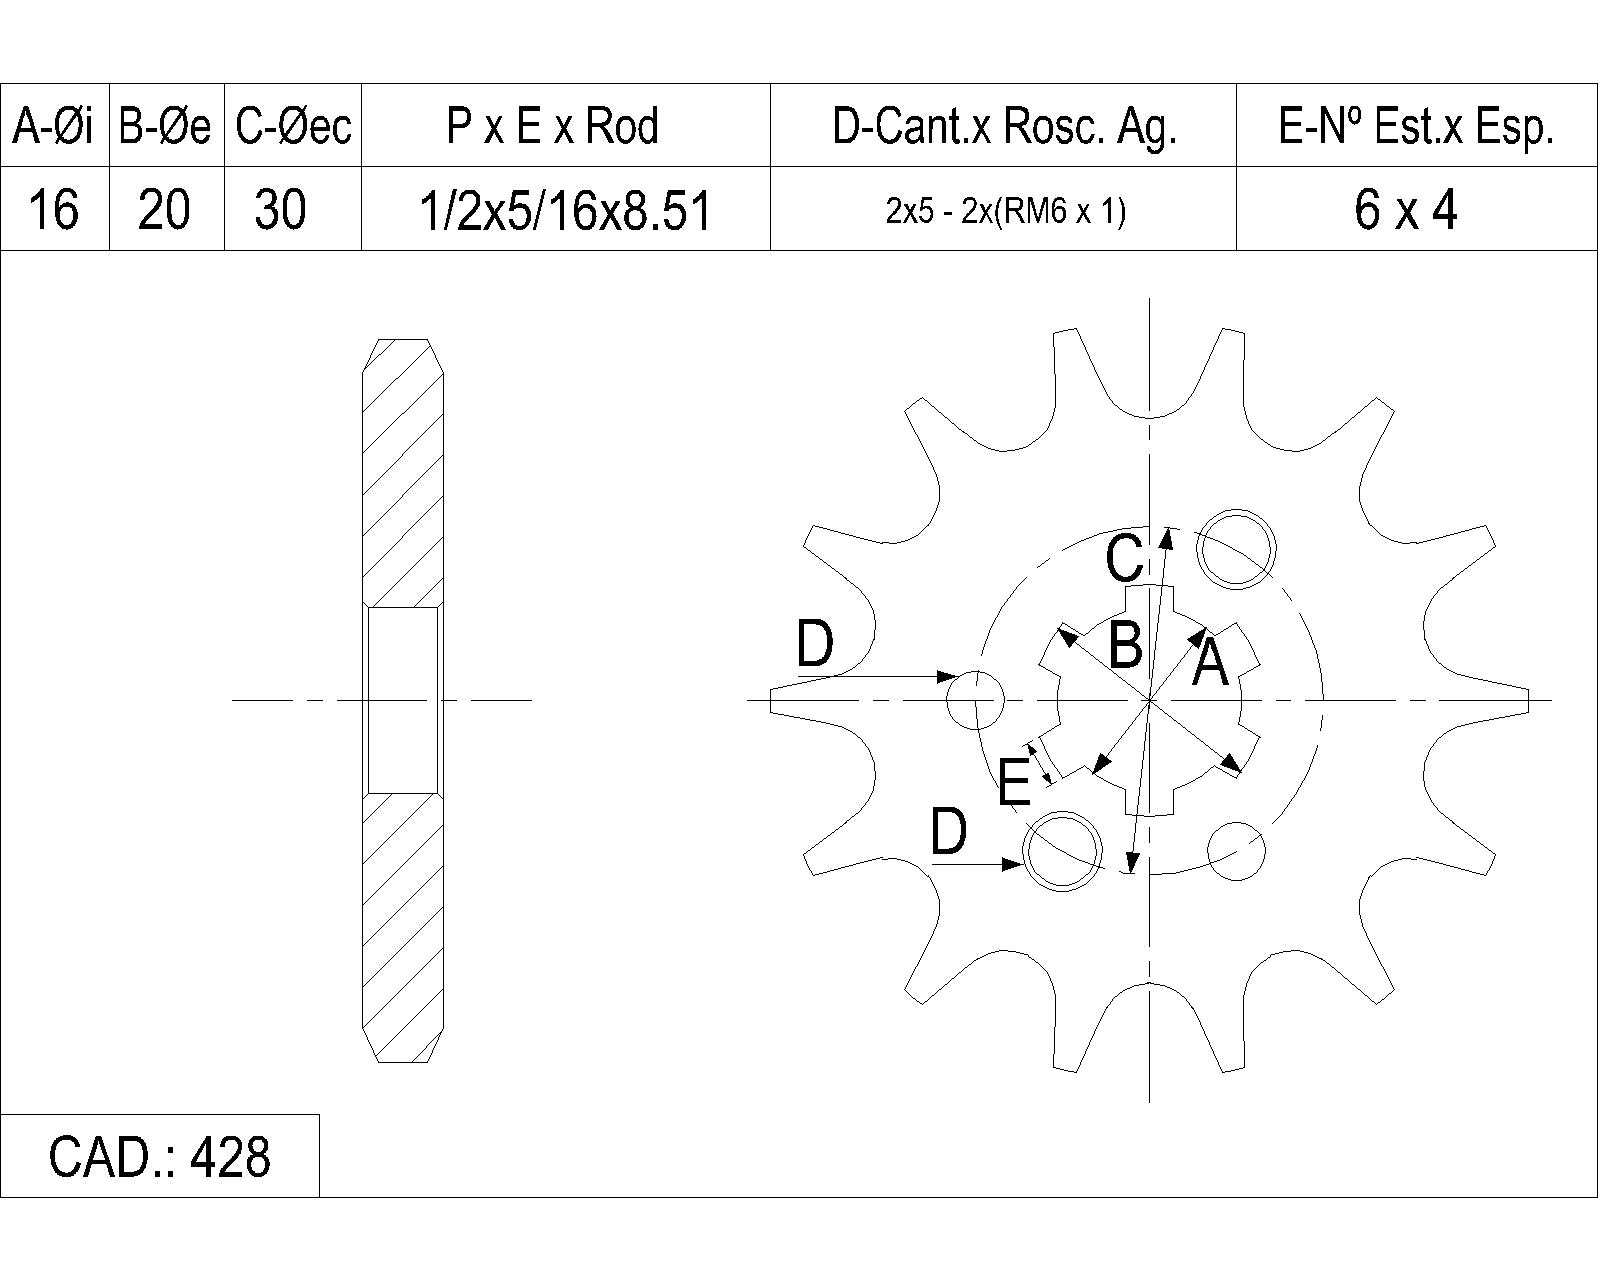 A-Øi B-Øe C-Øec P x E x Rod D-Cant.x Rosc. Ag. E-Nº Est.x Esp.
16 20 30 1/2x5/16x8.51 2x5 - 2x(RM6 x 1) 6 x 4
C
D B A
E
D
CAD.: 428